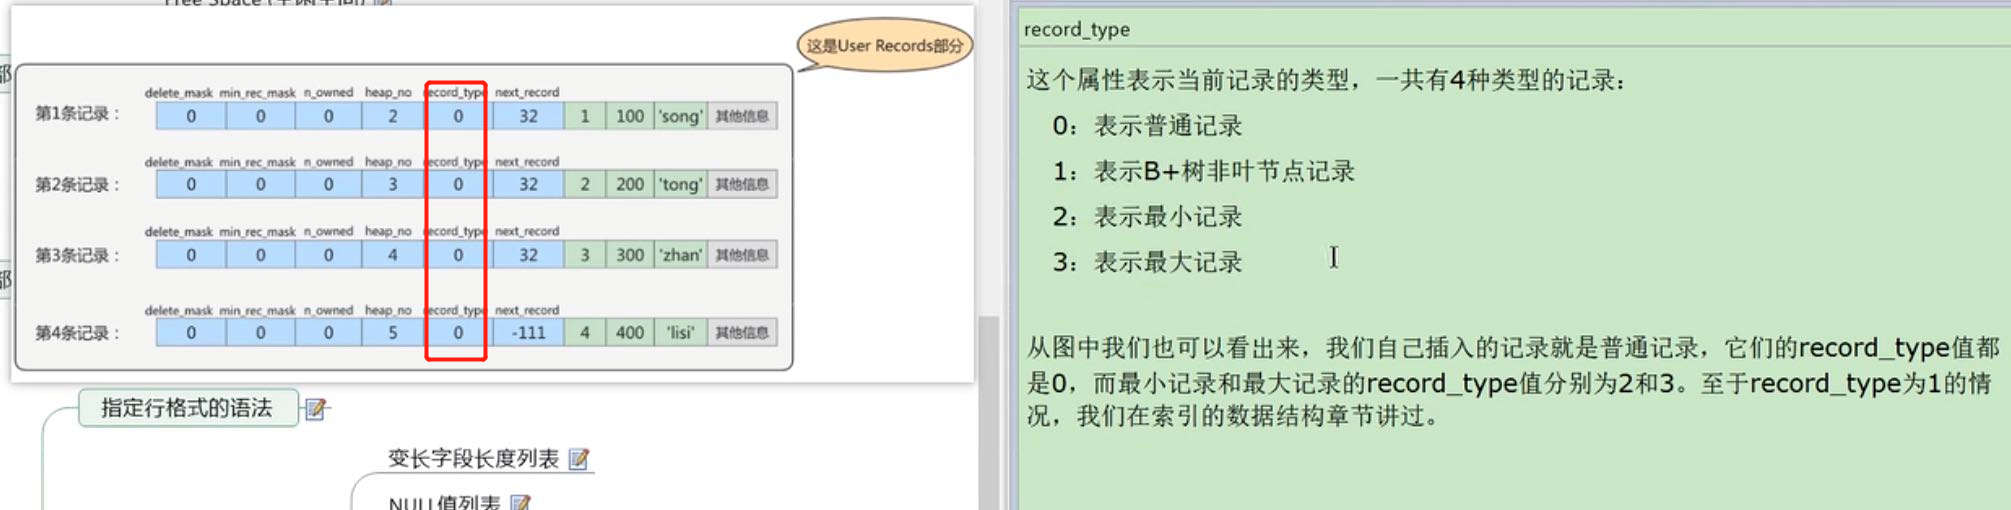 这是User Records部分
delete_mask min_rec_mask n_owned heap_no record_type next_record
第1条记录： 0 0 0 2 0 32 1 100 'song' 其他信息
delete_mask min_rec_mask n_owned heap_no record_type next_record
第2条记录： 0 0 0 3 0 32 2 200 'tong' 其他信息
delete_mask min_rec_mask n_owned heap_no record_type next_record
第3条记录： 0 0 0 4 0 32 3 300 'zhan' 其他信息
delete_mask min_rec_mask n_owned heap_no record_type next_record
第4条记录： 0 0 0 5 0 -111 4 400 'lisi' 其他信息
指定行格式的语法
变长字段长度列表
NULL值列表
record_type
这个属性表示当前记录的类型，一共有4种类型的记录：
0：表示普通记录
1：表示B+树非叶节点记录
2：表示最小记录
3：表示最大记录
从图中我们也可以看出来，我们自己插入的记录就是普通记录，它们的record_type值都
是0，而最小记录和最大记录的record_type值分别为2和3。至于record_type为1的情
况，我们在索引的数据结构章节讲过。